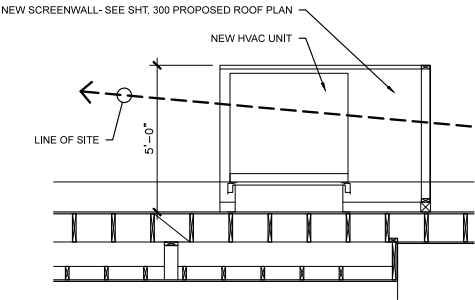 NEW SCREENWALL- SEE SHT. 300 PROPOSED ROOF PLAN
NEW HVAC UNIT
LINE OF SITE
5'-0"